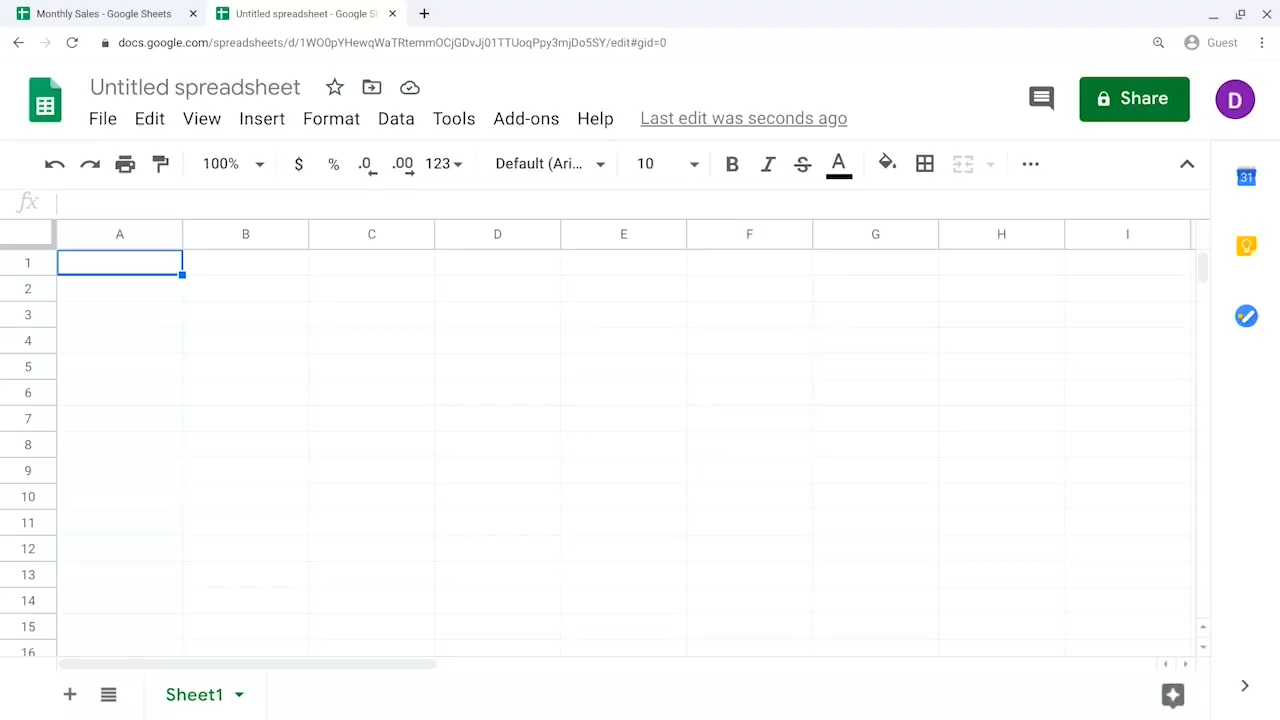 Monthly Sales - Google Sheets
Untitled spreadsheet - Google S
docs.google.com/spreadsheets/d/1WO0pYHewqWaTRtemmOCjGDvJj01TTUoqPpy3mjDo5SY/edit#gid=0
Guest
Untitled spreadsheet
Share
D
File Edit View Insert Format Data Tools Add-ons Help Last edit was seconds ago
100% $ % .0 .00 123 Default (Ari... 10 B I S A
31
fx
A B C D E F G H I
1
2
3
4
5
6
7
8
9
10
11
12
13
14
15
16
Sheet1